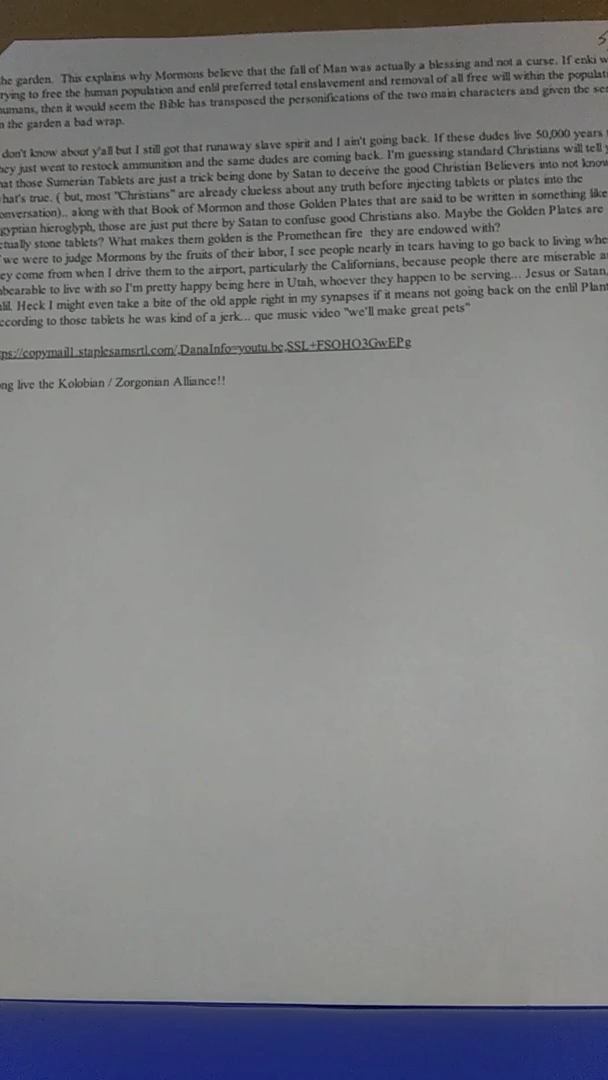 5
he garden. This explains why Mormons believe that the fall of Man was actually a blessing and not a curse. If enki w
rying to free the human population and enlil preferred total enslavement and removal of all free will within the populati
umans, then it would seem the Bible has transposed the personifications of the two main characters and given the ser
n the garden a bad wrap.
don't know about y'all but I still got that runaway slave spirit and I ain't going back. If these dudes live 50,000 years
hey just went to restock ammunition and the same dudes are coming back. I'm guessing standard Christians will tell y
hat those Sumerian Tablets are just a trick being done by Satan to deceive the good Christian Believers into not know
hat's true. ( but, most "Christians" are already clueless about any truth before injecting tablets or plates into the
onversation).. along with that Book of Mormon and those Golden Plates that are said to be written in something like
gyptian hieroglyph, those are just put there by Satan to confuse good Christians also. Maybe the Golden Plates are
ctually stone tablets? What makes them golden is the Promethean fire they are endowed with?
f we were to judge Mormons by the fruits of their labor, I see people nearly in tears having to go back to living whe
ey come from when I drive them to the airport, particularly the Californians, because people there are miserable a
nbearable to live with so I'm pretty happy being here in Utah, whoever they happen to be serving... Jesus or Satan,
lil. Heck I might even take a bite of the old apple right in my synapses if it means not going back on the enlil Plant
ccording to those tablets he was kind of a jerk... que music video "we'll make great pets"
ps://copymail1.staplesamsrtl.com/,DanaInfo=youtu.be,SSL+FSOHO3GwEPg
ng live the Kolobian / Zorgonian Alliance!!